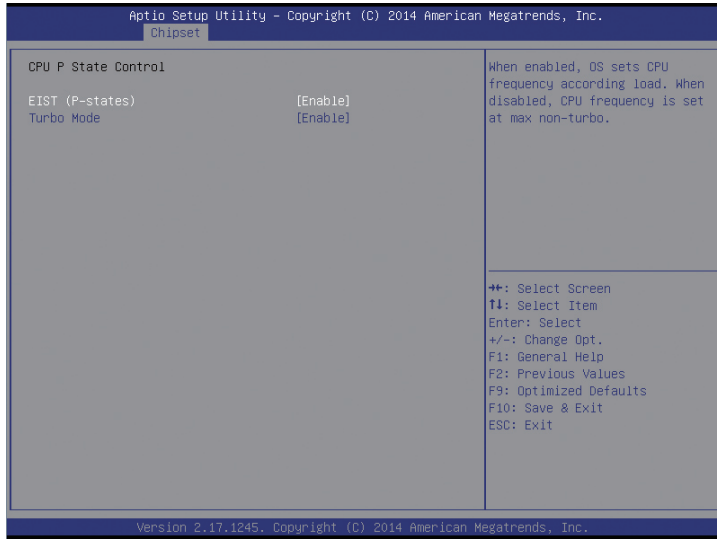 Aptio Setup Utility – Copyright (C) 2014 American Megatrends, Inc.
Chipset
CPU P State Control
EIST (P-states) [Enable]
Turbo Mode [Enable]
When enabled, OS sets CPU
frequency according load. When
disabled, CPU frequency is set
at max non-turbo.
→←: Select Screen
↑↓: Select Item
Enter: Select
+/-: Change Opt.
F1: General Help
F2: Previous Values
F9: Optimized Defaults
F10: Save & Exit
ESC: Exit
Version 2.17.1245. Copyright (C) 2014 American Megatrends, Inc.